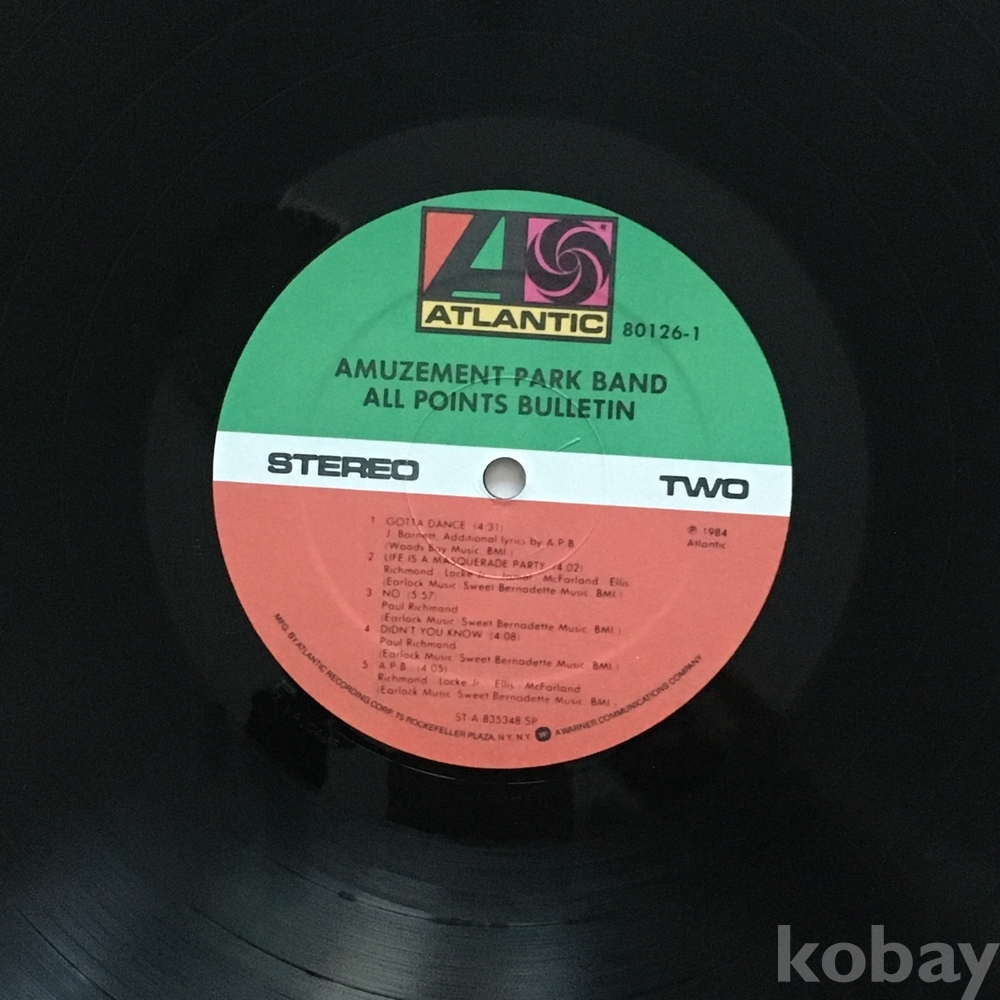 ATLANTIC
80126-1
AMUZEMENT PARK BAND
ALL POINTS BULLETIN
STEREO
TWO
℗ 1984
Atlantic
1 GOTTA DANCE (4:31)
J. Barnett, Additional lyrics by A.P.B
(Woods Bay Music, BMI)
2 LIFE IS A MASQUERADE PARTY (4:02)
Richmond Locke Jr. McFarland Ellis
(Earlock Music Sweet Bernadette Music, BMI)
3 NO (5:57)
Paul Richmond
(Earlock Music Sweet Bernadette Music, BMI)
4 DIDN'T YOU KNOW (4:08)
Paul Richmond
(Earlock Music Sweet Bernadette Music, BMI)
5 A.P.B. (4:05)
Richmond Locke Jr. Ellis McFarland
(Earlock Music Sweet Bernadette Music, BMI)
ST-A-835348 SP
MFG. BY ATLANTIC RECORDING CORP. 75 ROCKEFELLER PLAZA, N.Y., N.Y. W A WARNER COMMUNICATIONS COMPANY
kobay